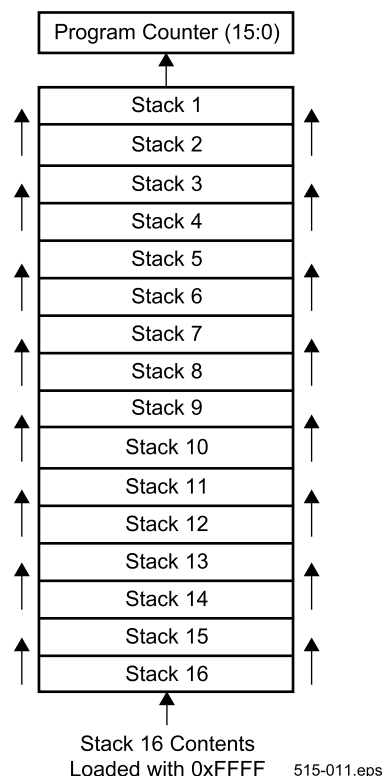 Program Counter (15:0)
Stack 1
Stack 2
Stack 3
Stack 4
Stack 5
Stack 6
Stack 7
Stack 8
Stack 9
Stack 10
Stack 11
Stack 12
Stack 13
Stack 14
Stack 15
Stack 16
Stack 16 Contents
Loaded with 0xFFFF
515-011.eps